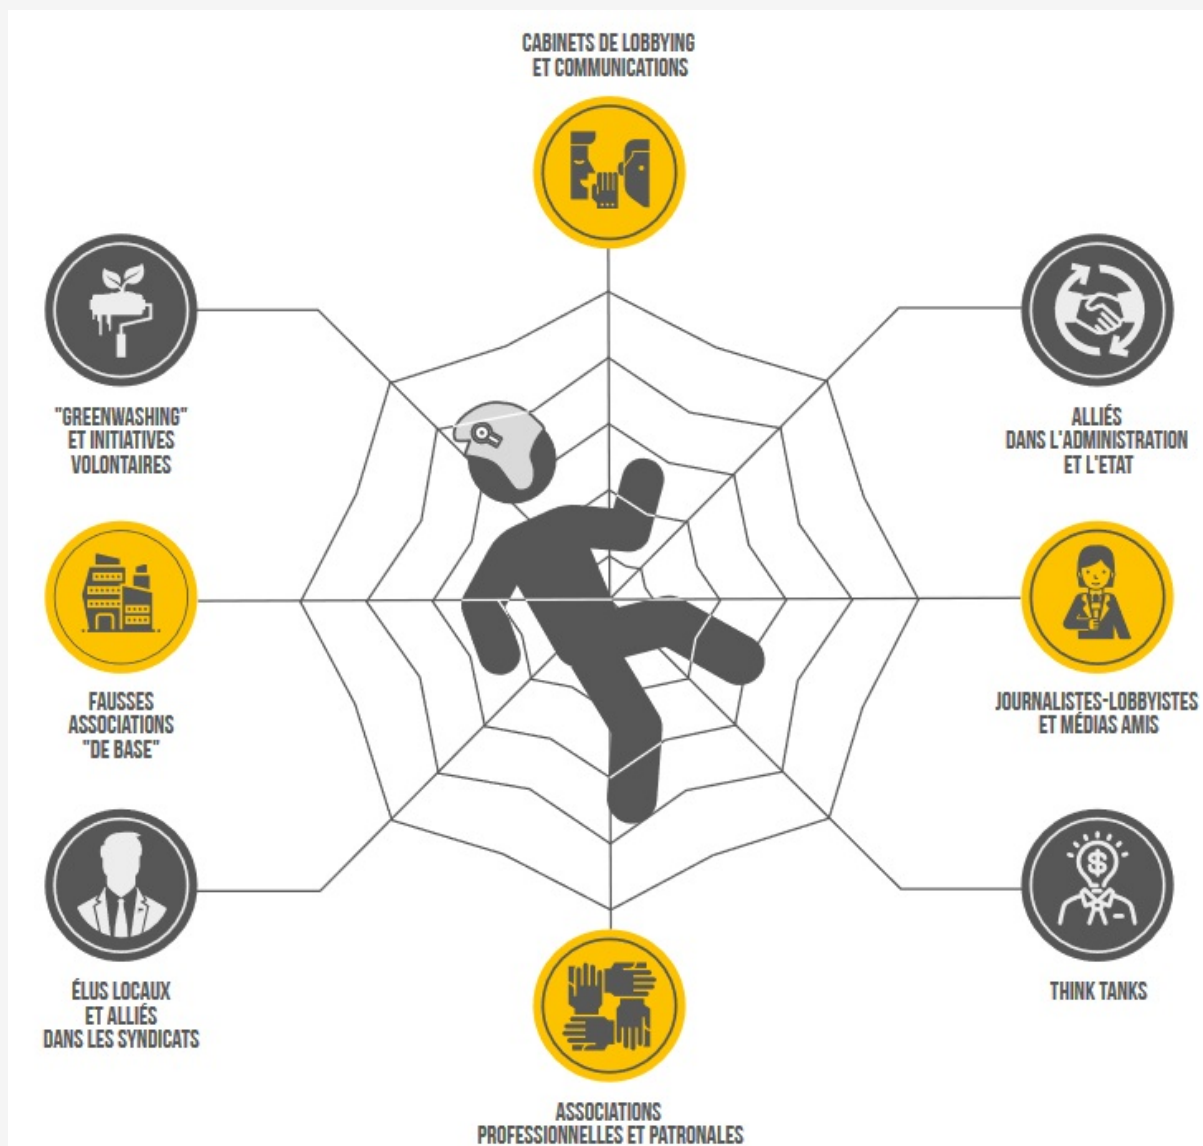 CABINETS DE LOBBYING
ET COMMUNICATIONS
"GREENWASHING"
ET INITIATIVES
VOLONTAIRES
ALLIÉS
DANS L'ADMINISTRATION
ET L'ETAT
FAUSSES
ASSOCIATIONS
"DE BASE"
JOURNALISTES-LOBBYISTES
ET MÉDIAS AMIS
ÉLUS LOCAUX
ET ALLIÉS
DANS LES SYNDICATS
$
THINK TANKS
ASSOCIATIONS
PROFESSIONNELLES ET PATRONALES